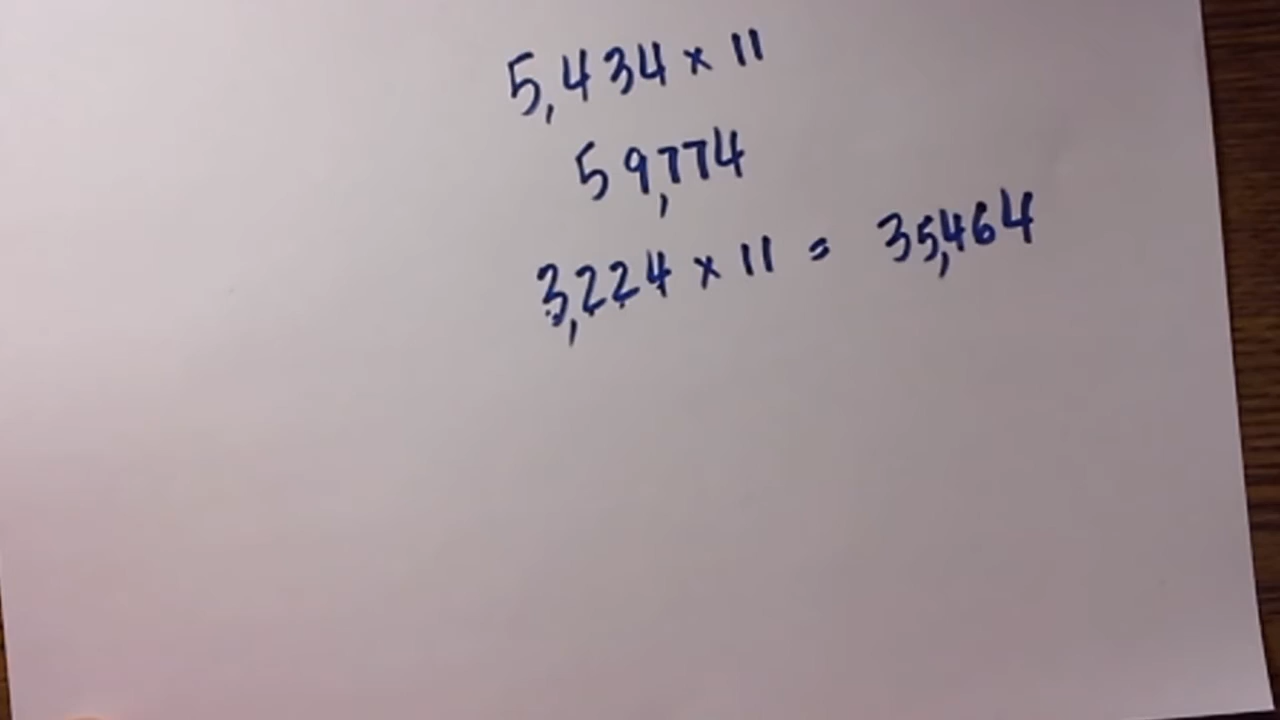 5,434 x 11
59,774
3,224 x 11 = 35,464